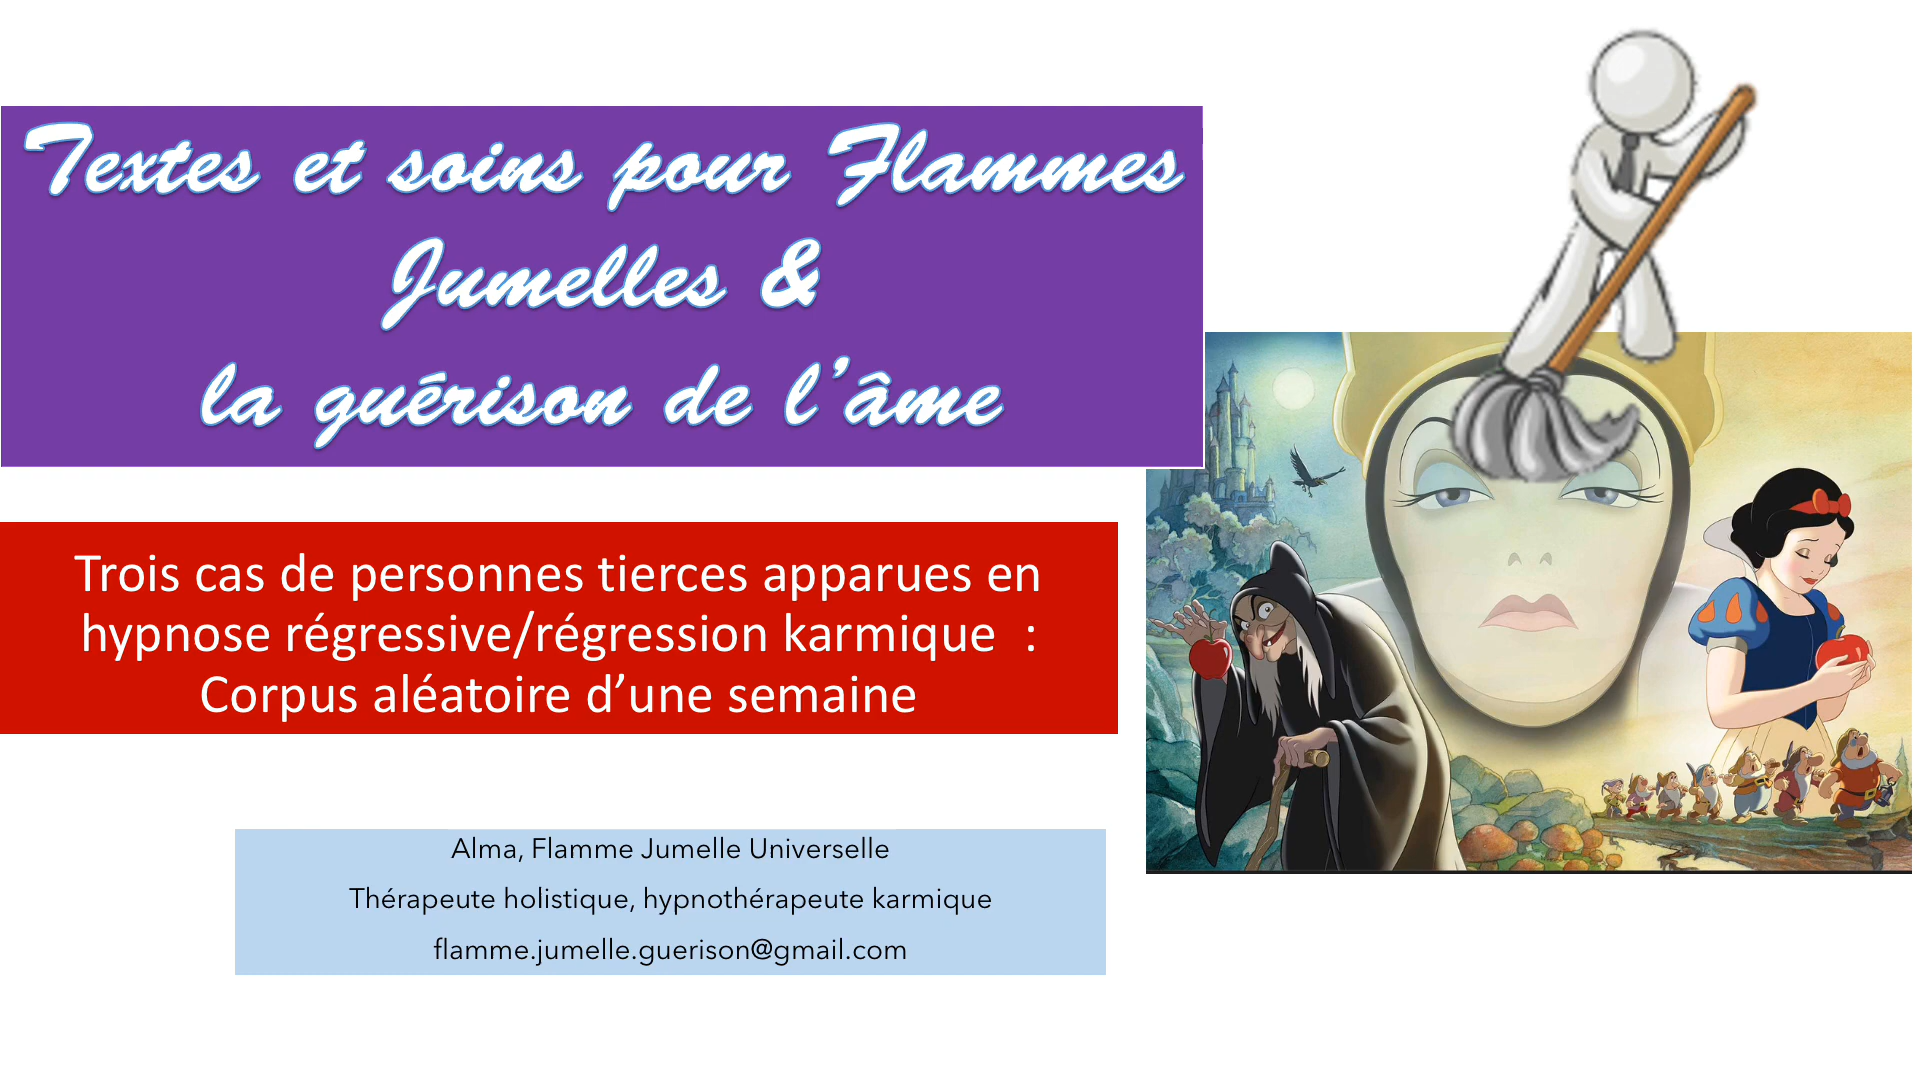 Textes et soins pour Flammes
Jumelles &
la guérison de l’âme
Trois cas de personnes tierces apparues en
hypnose régressive/régression karmique  :
Corpus aléatoire d’une semaine
Alma, Flamme Jumelle Universelle
Thérapeute holistique, hypnothérapeute karmique
flamme.jumelle.guerison@gmail.com